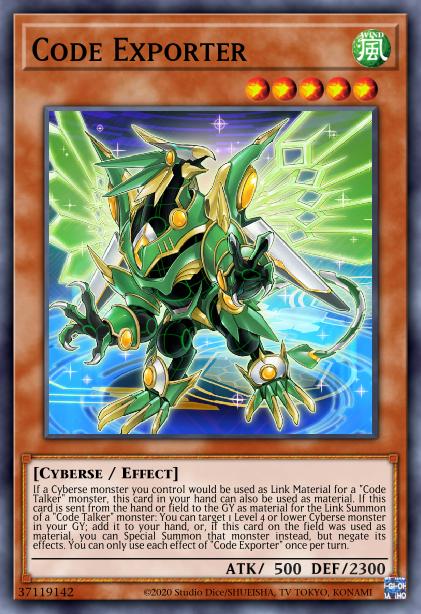 CODE EXPORTER
WIND
風
[CYBERSE / EFFECT]
If a Cyberse monster you control would be used as Link Material for a "Code
Talker" monster, this card in your hand can also be used as material. If this
card is sent from the hand or field to the GY as material for the Link Summon
of a "Code Talker" monster: You can target 1 Level 4 or lower Cyberse monster
in your GY; add it to your hand, or, if this card on the field was used as
material, you can Special Summon that monster instead, but negate its
effects. You can only use each effect of "Code Exporter" once per turn.
ATK/ 500 DEF/2300
37119142 ©2020 Studio Dice/SHUEISHA, TV TOKYO, KONAMI